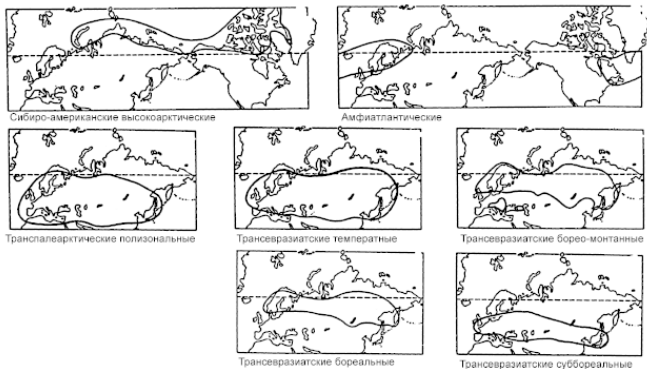 Сибиро-американские высокоарктические
Амфиатлантические
Транспалеарктические полизональные
Трансевразиатские температные
Трансевразиатские борео-монтанные
Трансевразиатские бореальные
Трансевразиатские суббореальные